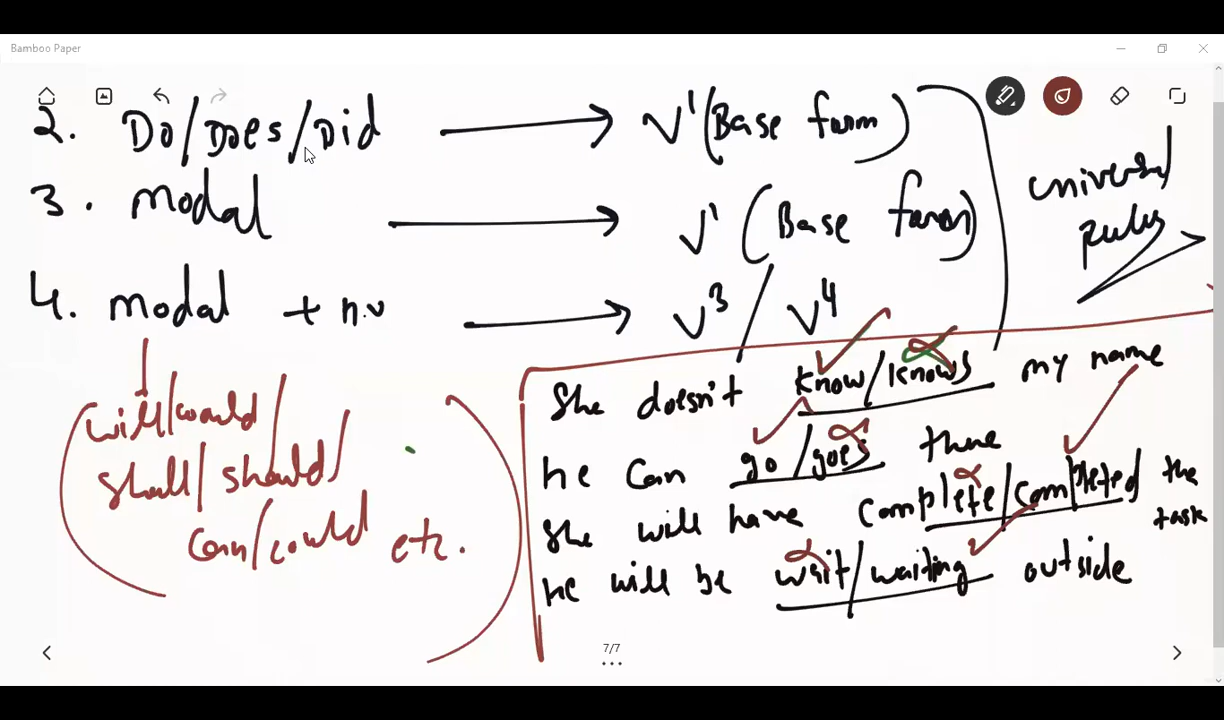 Bamboo Paper
2. Do/Does/Did → V¹ (Base form)
3. Modal → V¹ (Base form)
universal rules
4. modal + h.v → V³ / V⁴
will/would/
shall/should/
can/could etc.
She doesn't know/knows my name
he can go/goes there
She will have complete/completed the task
he will be wait/waiting outside
7/7